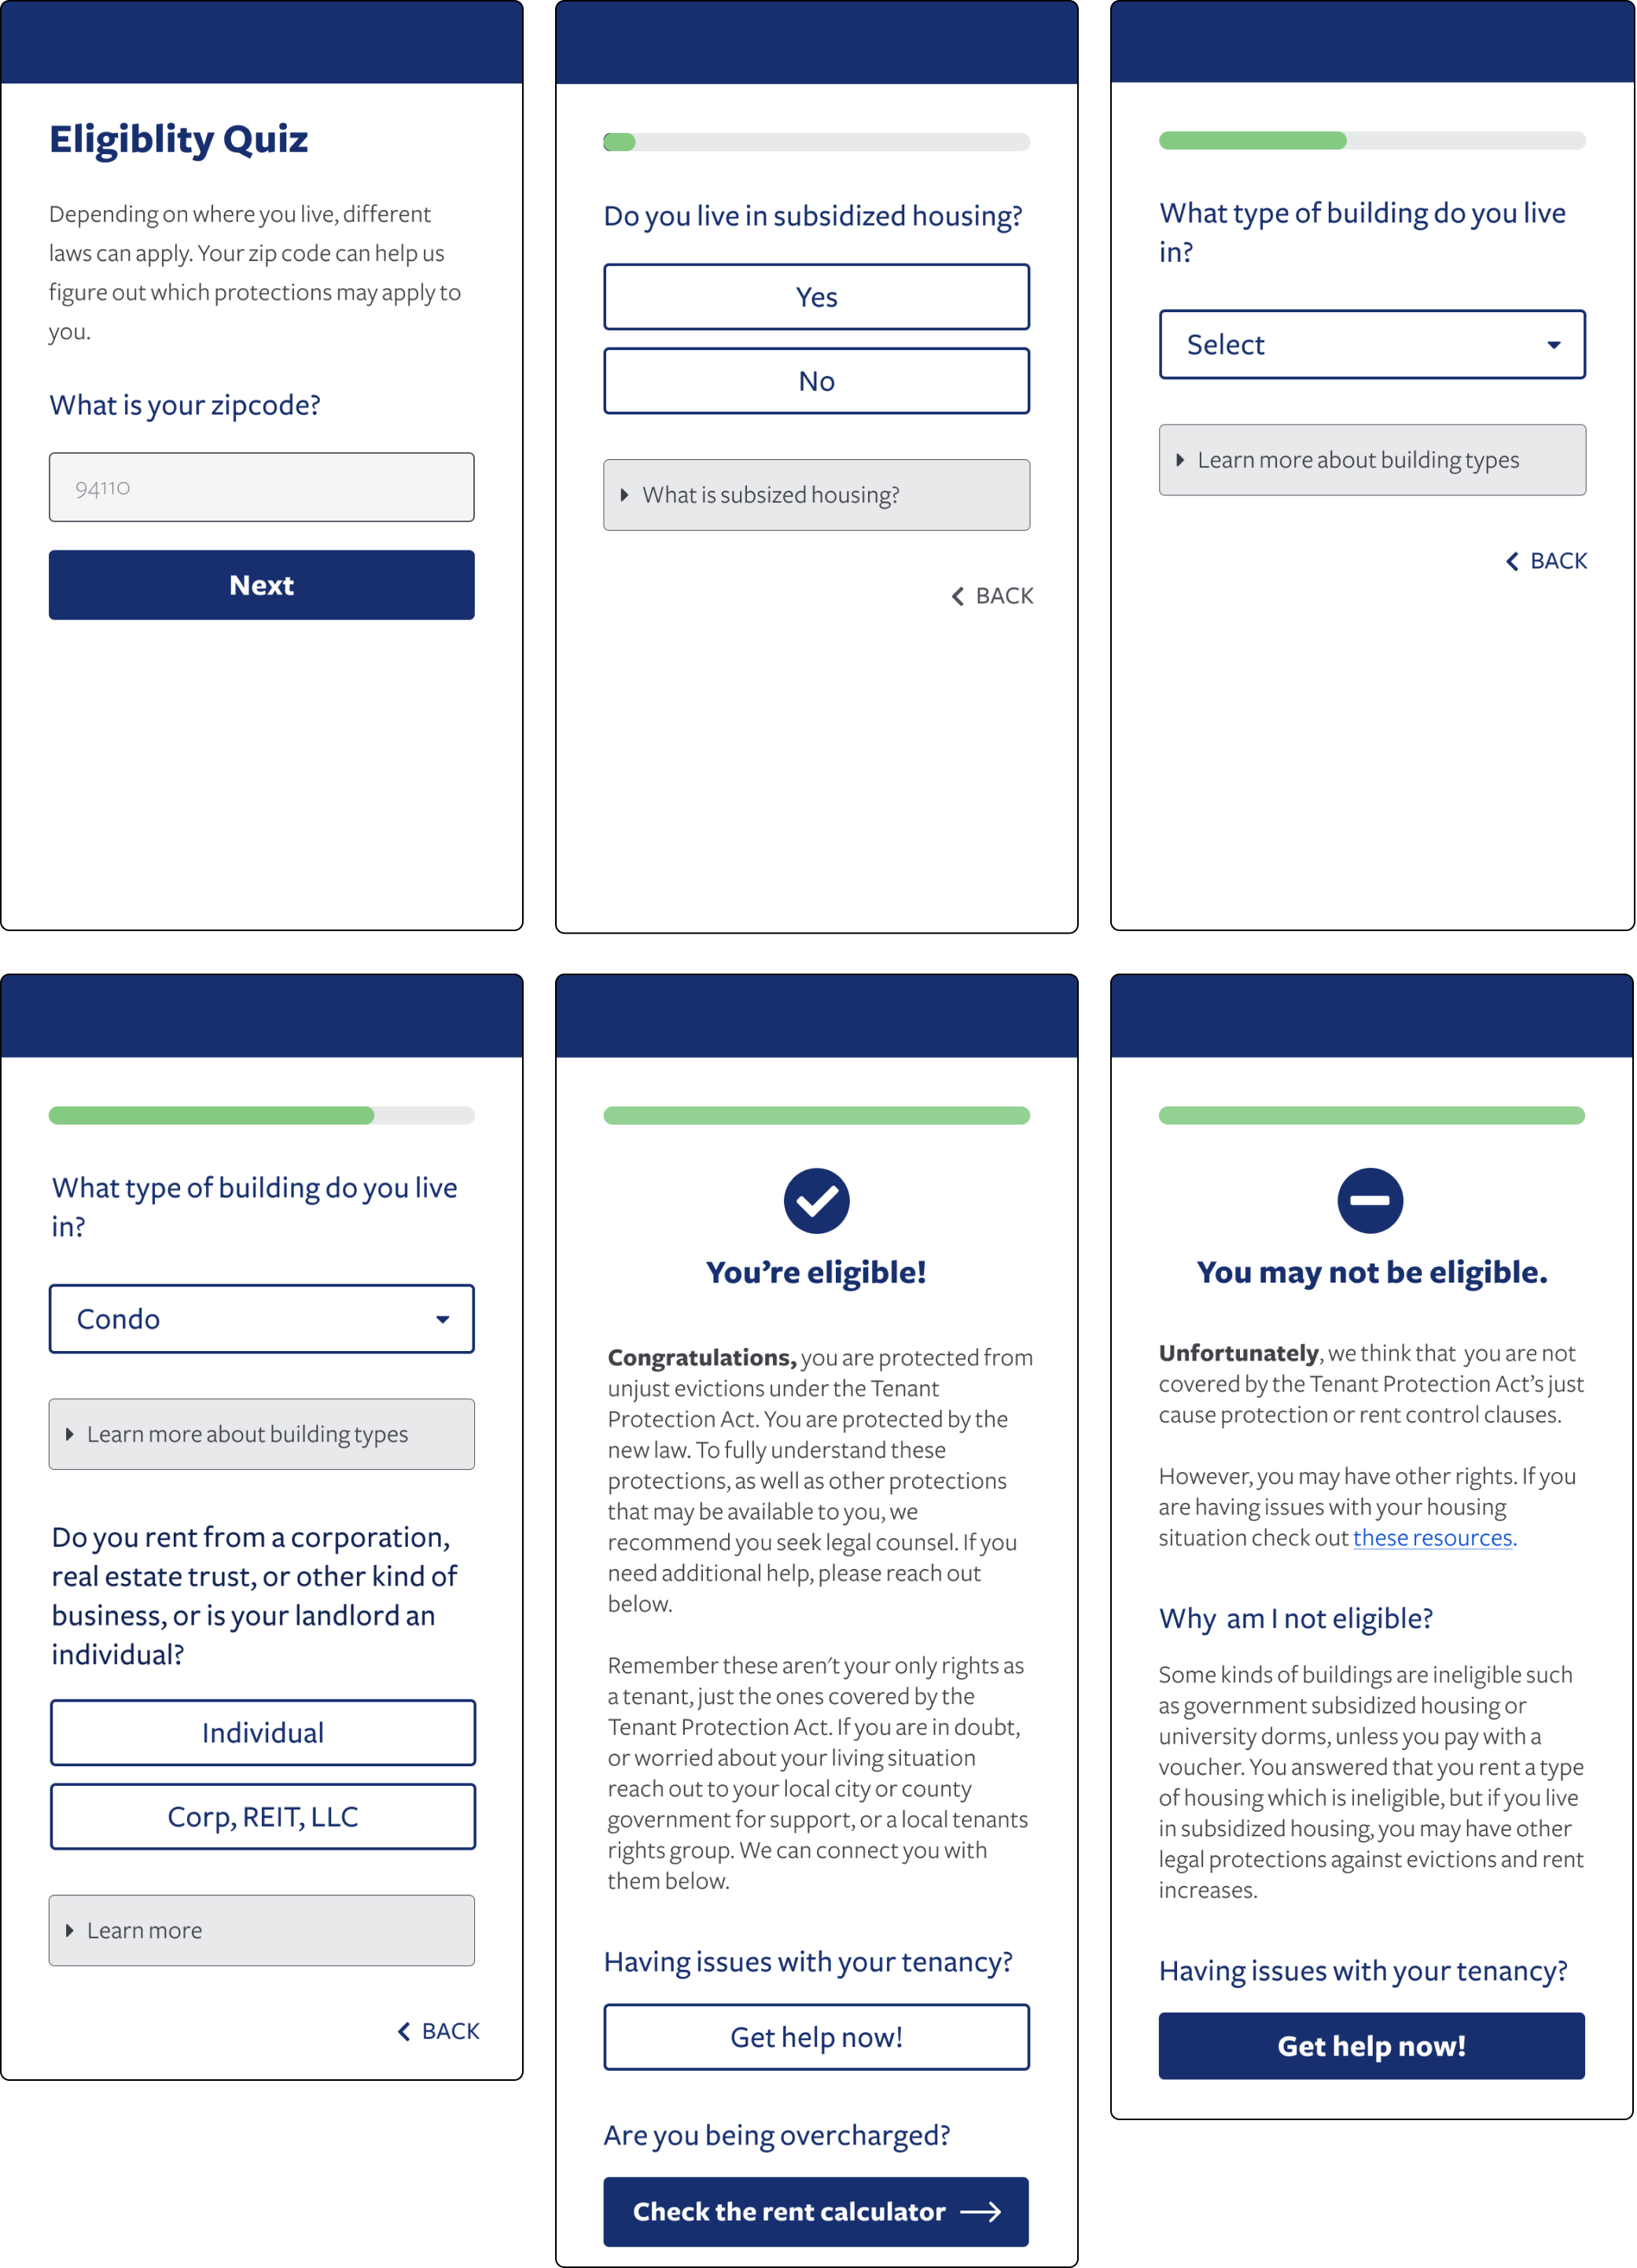 Eligiblity Quiz
Depending on where you live, different
laws can apply. Your zip code can help us
figure out which protections may apply to
you.
What is your zipcode?
94110
Next
Do you live in subsidized housing?
Yes
No
What is subsized housing?
BACK
What type of building do you live
in?
Select
Learn more about building types
BACK
What type of building do you live
in?
Condo
Learn more about building types
Do you rent from a corporation,
real estate trust, or other kind of
business, or is your landlord an
individual?
Individual
Corp, REIT, LLC
Learn more
BACK
You’re eligible!
Congratulations, you are protected from
unjust evictions under the Tenant
Protection Act. You are protected by the
new law. To fully understand these
protections, as well as other protections
that may be available to you, we
recommend you seek legal counsel. If you
need additional help, please reach out
below.
Remember these aren't your only rights as
a tenant, just the ones covered by the
Tenant Protection Act. If you are in doubt,
or worried about your living situation
reach out to your local city or county
government for support, or a local tenants
rights group. We can connect you with
them below.
Having issues with your tenancy?
Get help now!
Are you being overcharged?
Check the rent calculator
You may not be eligible.
Unfortunately, we think that you are not
covered by the Tenant Protection Act’s just
cause protection or rent control clauses.
However, you may have other rights. If you
are having issues with your housing
situation check out these resources.
Why am I not eligible?
Some kinds of buildings are ineligible such
as government subsidized housing or
university dorms, unless you pay with a
voucher. You answered that you rent a type
of housing which is ineligible, but if you live
in subsidized housing, you may have other
legal protections against evictions and rent
increases.
Having issues with your tenancy?
Get help now!